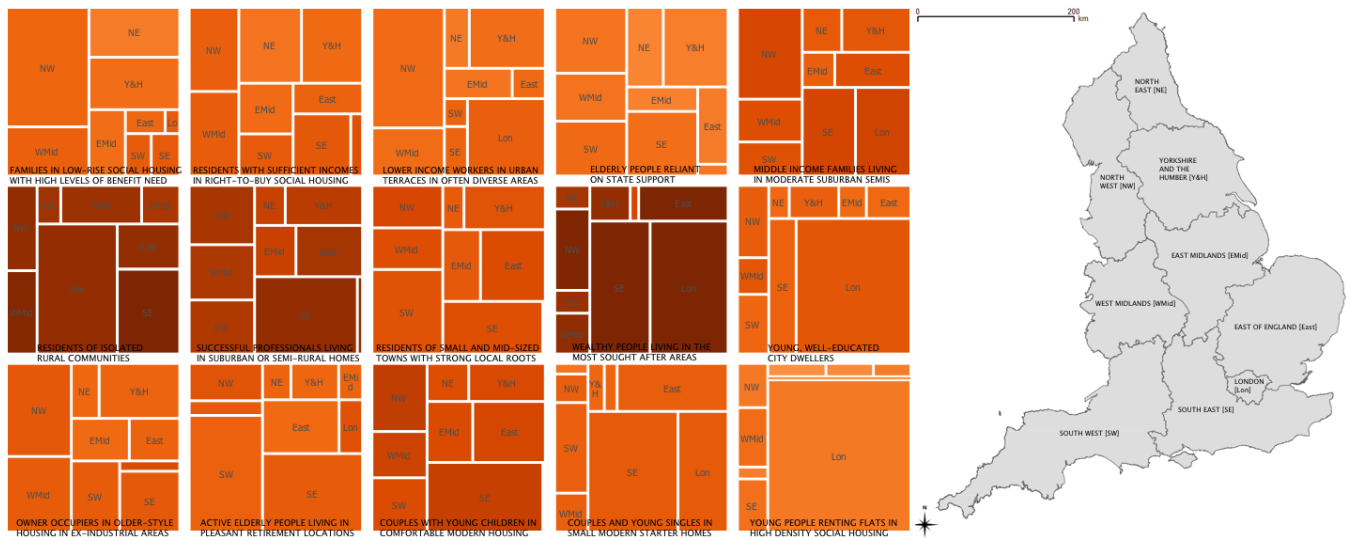 NW
NE
Y&H
WMid
EMid
East
Lo
SW
SE
FAMILIES IN LOW-RISE SOCIAL HOUSING
WITH HIGH LEVELS OF BENEFIT NEED
NW
NE
Y&H
WMid
EMid
East
SW
SE
RESIDENTS WITH SUFFICIENT INCOMES
IN RIGHT-TO-BUY SOCIAL HOUSING
NW
NE
Y&H
EMid
East
WMid
SW
SE
Lon
LOWER INCOME WORKERS IN URBAN
TERRACES IN OFTEN DIVERSE AREAS
NW
NE
Y&H
WMid
EMid
East
SW
SE
ELDERLY PEOPLE RELIANT
ON STATE SUPPORT
NW
NE
Y&H
EMid
East
WMid
SW
SE
Lon
MIDDLE INCOME FAMILIES LIVING
IN MODERATE SUBURBAN SEMIS
WMid
SE
RESIDENTS OF ISOLATED
RURAL COMMUNITIES
NE
Y&H
EMid
SE
SUCCESSFUL PROFESSIONALS LIVING
IN SUBURBAN OR SEMI-RURAL HOMES
NW
NE
Y&H
WMid
EMid
East
SW
SE
RESIDENTS OF SMALL AND MID-SIZED
TOWNS WITH STRONG LOCAL ROOTS
NW
East
SE
Lon
WEALTHY PEOPLE LIVING IN THE
MOST SOUGHT AFTER AREAS
NW
NE
Y&H
EMid
East
WMid
SW
SE
Lon
YOUNG, WELL-EDUCATED
CITY DWELLERS
NW
NE
Y&H
EMid
East
WMid
SW
SE
OWNER OCCUPIERS IN OLDER-STYLE
HOUSING IN EX-INDUSTRIAL AREAS
NW
NE
Y&H
EMi
d
East
Lon
SW
SE
ACTIVE ELDERLY PEOPLE LIVING IN
PLEASANT RETIREMENT LOCATIONS
NW
NE
Y&H
WMid
EMid
East
SW
SE
COUPLES WITH YOUNG CHILDREN IN
COMFORTABLE MODERN HOUSING
NW
Y&
H
East
SW
SE
Lon
WMid
COUPLES AND YOUNG SINGLES IN
SMALL MODERN STARTER HOMES
NW
WMid
SE
Lon
YOUNG PEOPLE RENTING FLATS IN
HIGH DENSITY SOCIAL HOUSING
0 200
km
NORTH
EAST [NE]
YORKSHIRE
AND THE
HUMBER [Y&H]
NORTH
WEST [NW]
EAST MIDLANDS [EMid]
WEST MIDLANDS [WMid]
EAST OF ENGLAND [East]
LONDON
[Lon]
SOUTH EAST [SE]
SOUTH WEST [SW]
N